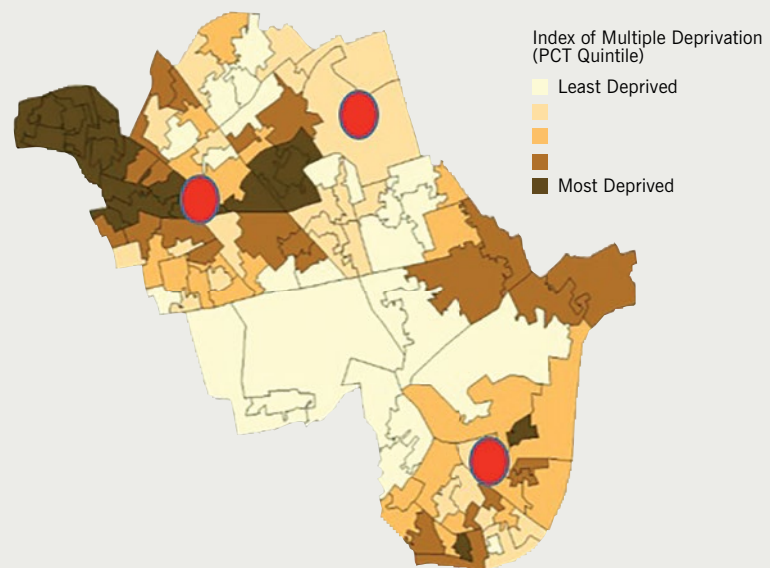 Index of Multiple Deprivation
(PCT Quintile)
Least Deprived
Most Deprived